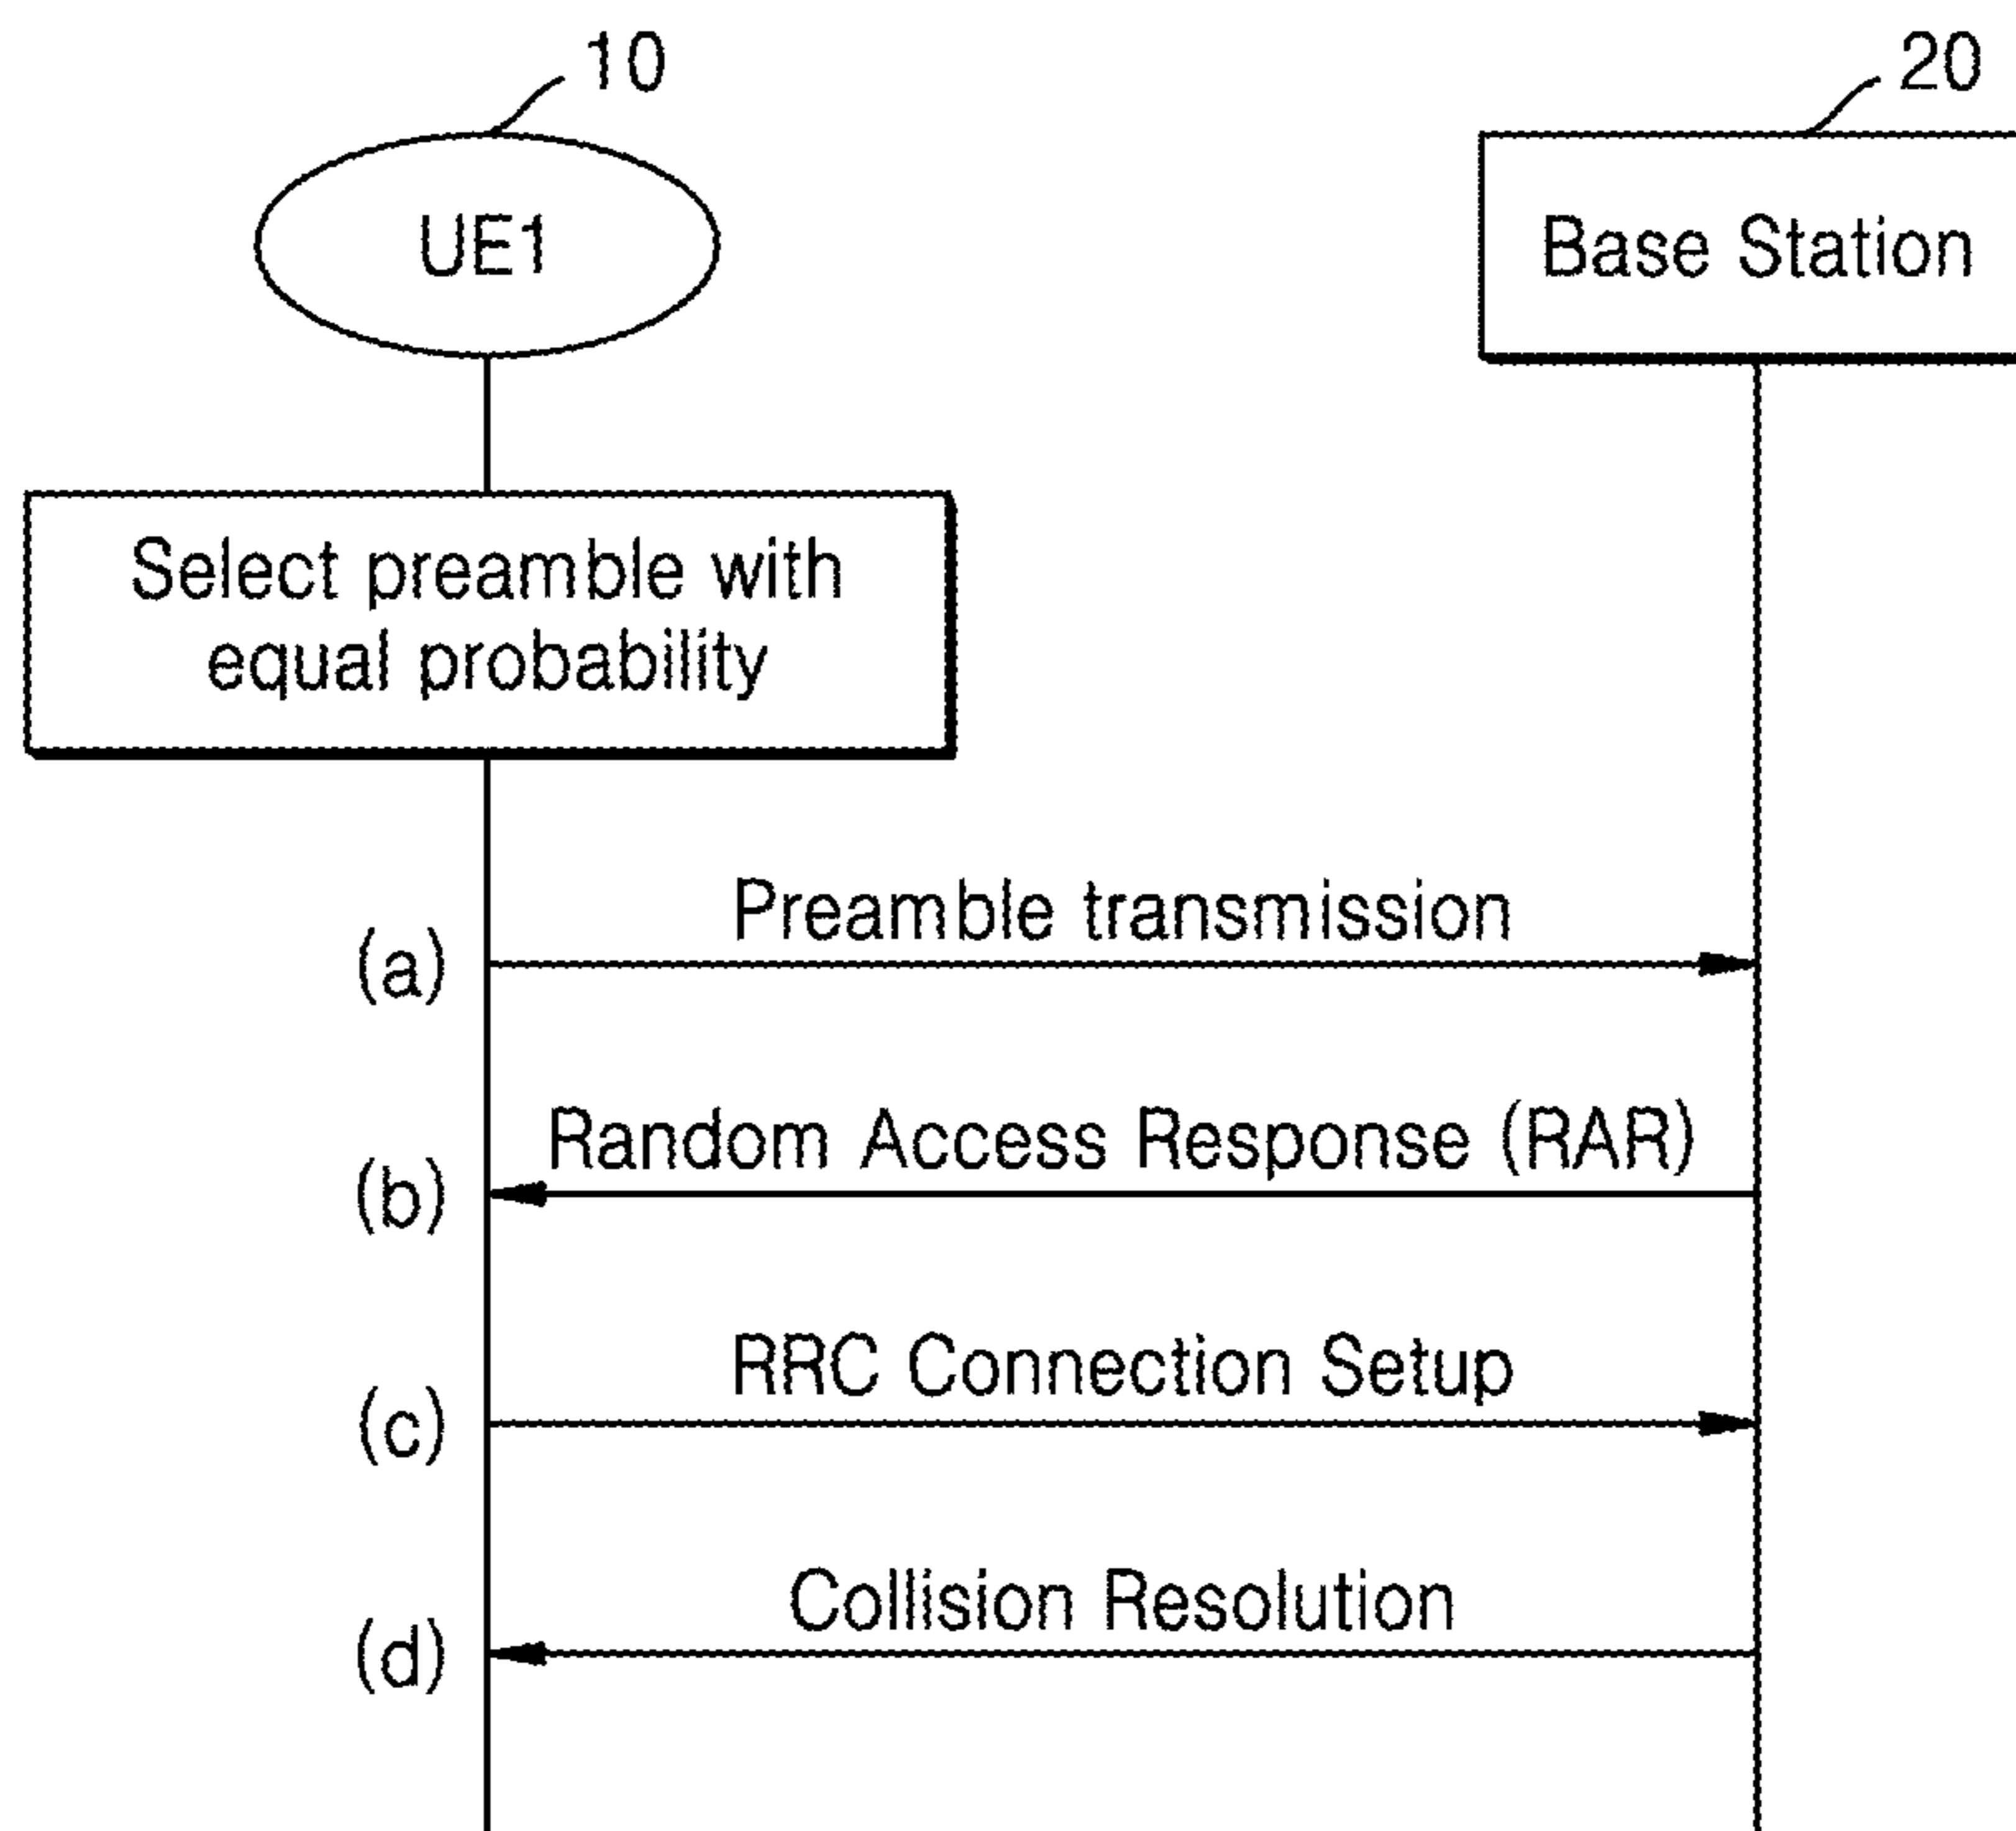 10
20
UE1
Base Station
Select preamble with
equal probability
Preamble transmission
(a)
Random Access Response (RAR)
(b)
RRC Connection Setup
(c)
Collision Resolution
(d)